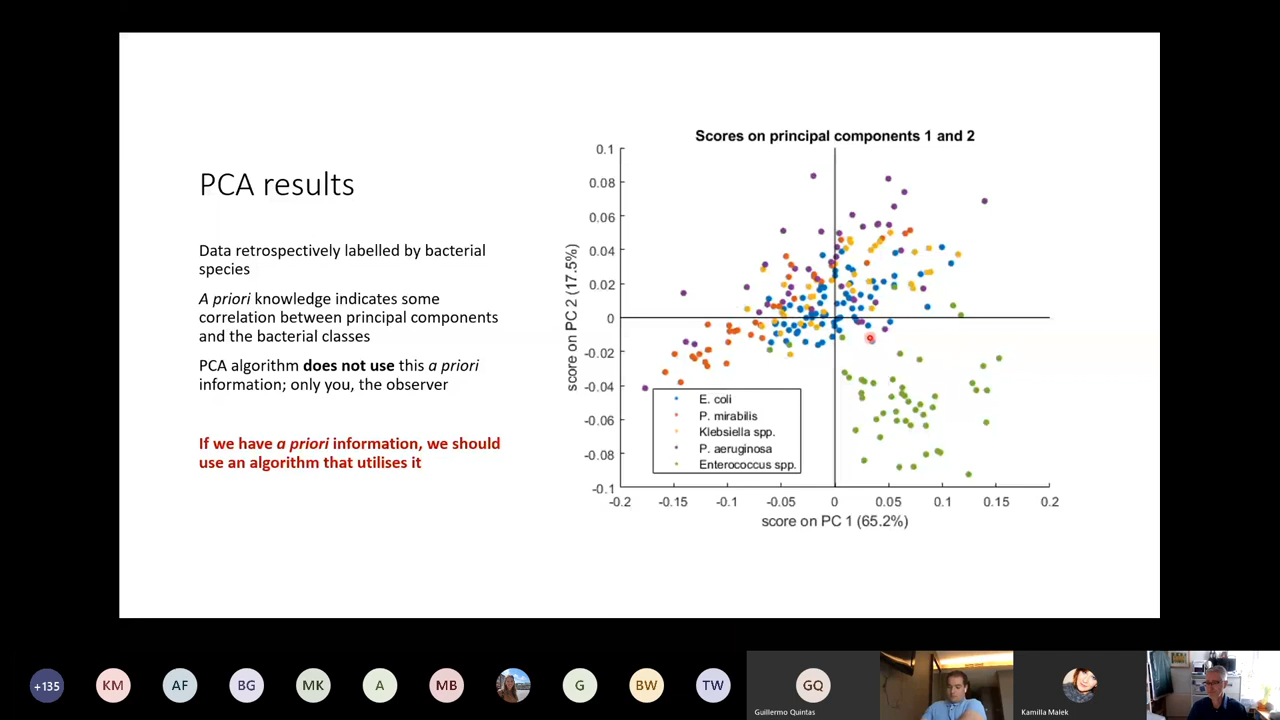 PCA results
Data retrospectively labelled by bacterial
species
A priori knowledge indicates some
correlation between principal components
and the bacterial classes
PCA algorithm does not use this a priori
information; only you, the observer
If we have a priori information, we should
use an algorithm that utilises it
Scores on principal components 1 and 2
score on PC 2 (17.5%)
0.1
0.08
0.06
0.04
0.02
0
-0.02
-0.04
-0.06
-0.08
-0.1
E. coli
P. mirabilis
Klebsiella spp.
P. aeruginosa
Enterococcus spp.
-0.2
-0.15
-0.1
-0.05
0
0.05
0.1
0.15
0.2
score on PC 1 (65.2%)
+135
KM
AF
BG
MK
A
MB
G
BW
TW
GQ
Guillermo Quintas
Kamilla Malek